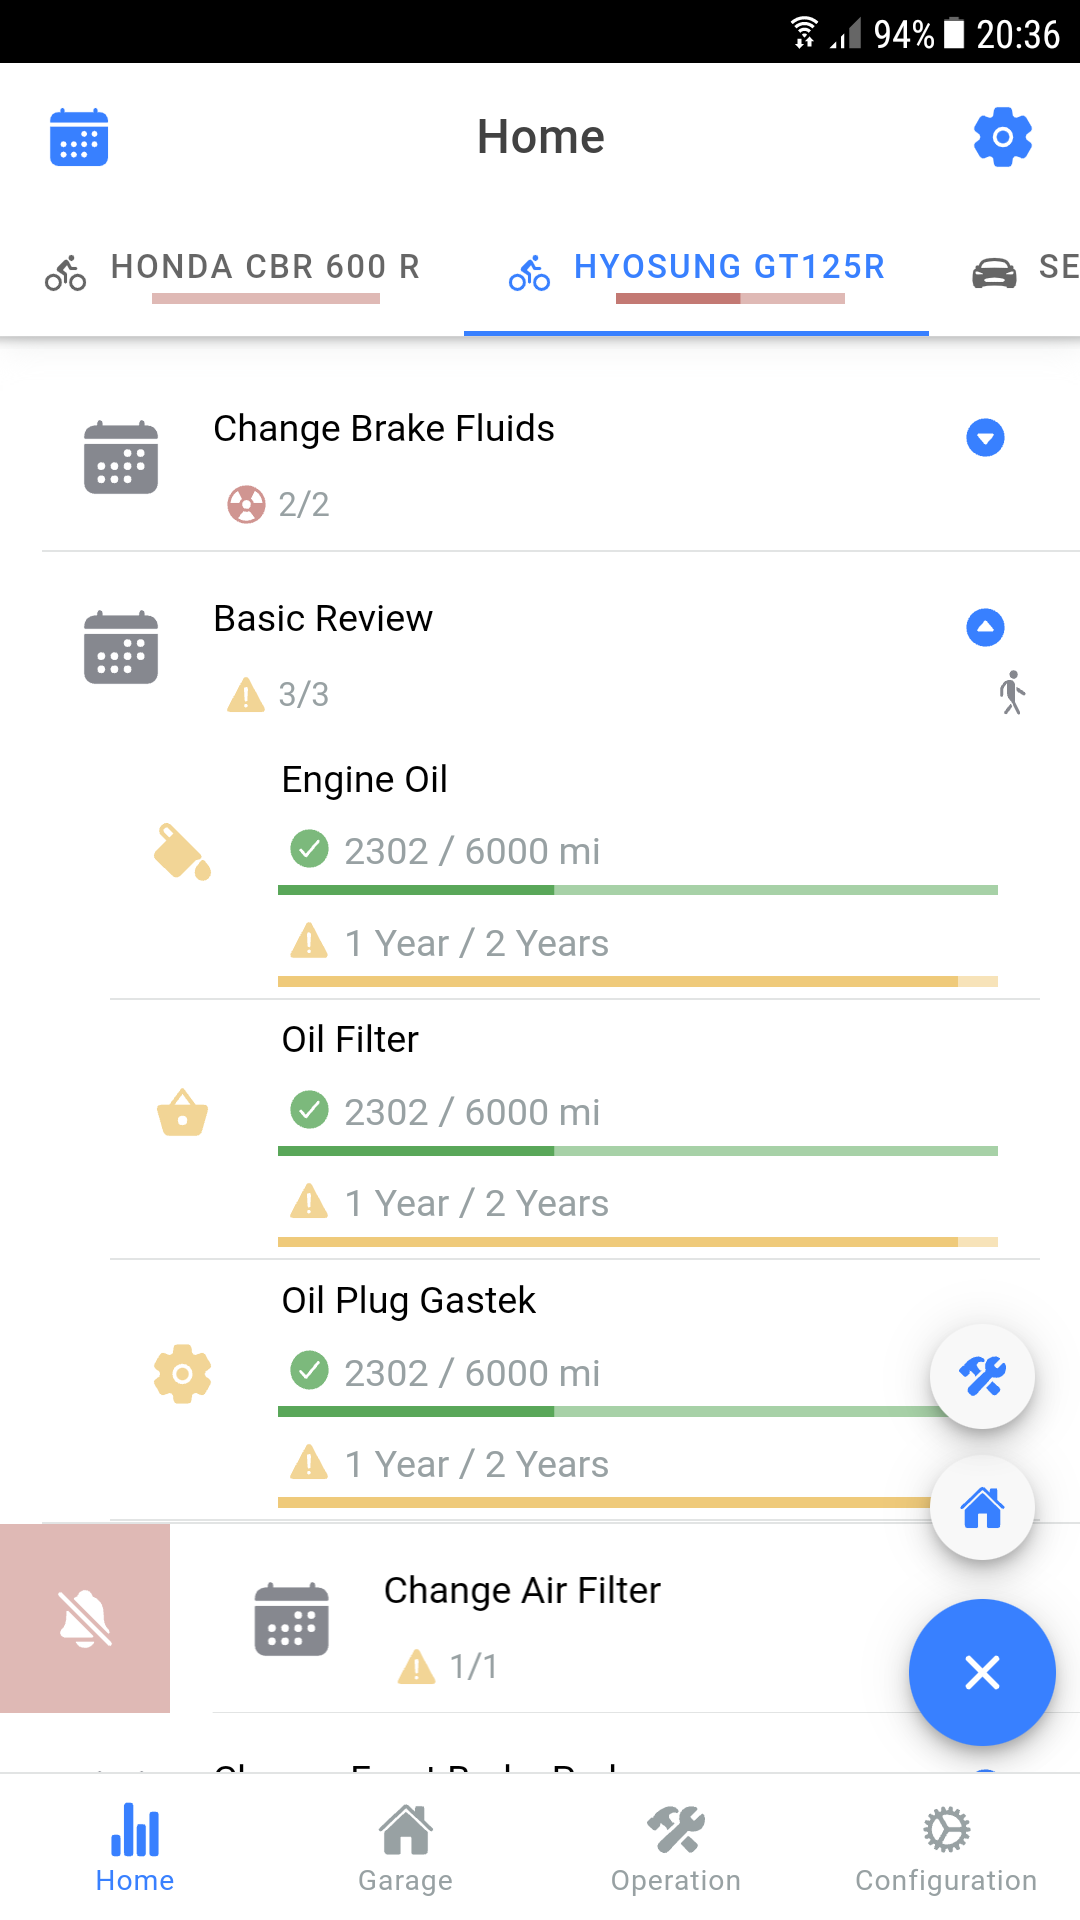 94% 20:36
Home
HONDA CBR 600 R HYOSUNG GT125R SE
Change Brake Fluids
2/2
Basic Review
3/3
Engine Oil
2302 / 6000 mi
1 Year / 2 Years
Oil Filter
2302 / 6000 mi
1 Year / 2 Years
Oil Plug Gastek
2302 / 6000 mi
1 Year / 2 Years
Change Air Filter
1/1
Home Garage Operation Configuration